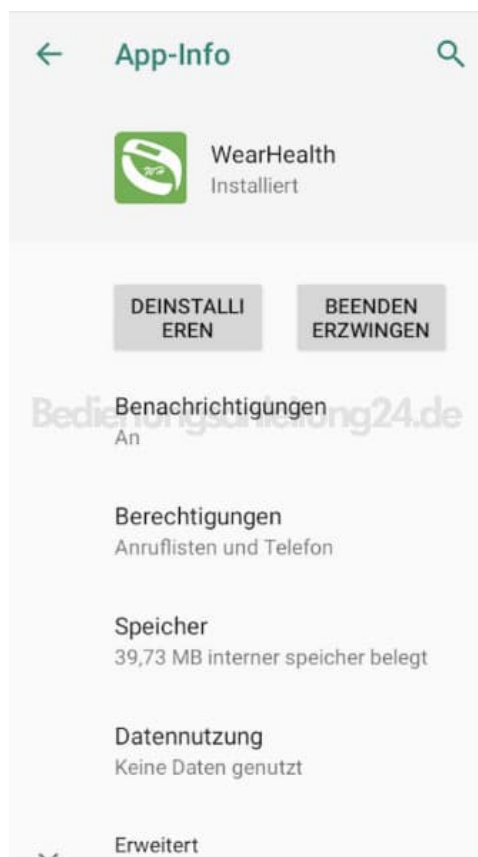 App-Info
WearHealth
Installiert
DEINSTALLI
EREN
BEENDEN
ERZWINGEN
Benachrichtigungen
Bedienungsanleitung24.de
An
Berechtigungen
Anruflisten und Telefon
Speicher
39,73 MB interner speicher belegt
Datennutzung
Keine Daten genutzt
Erweitert